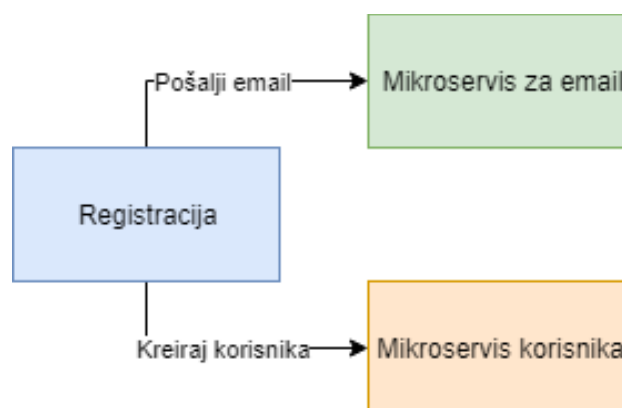 Pošalji email
Mikroservis za email
Registracija
Kreiraj korisnika
Mikroservis korisnika